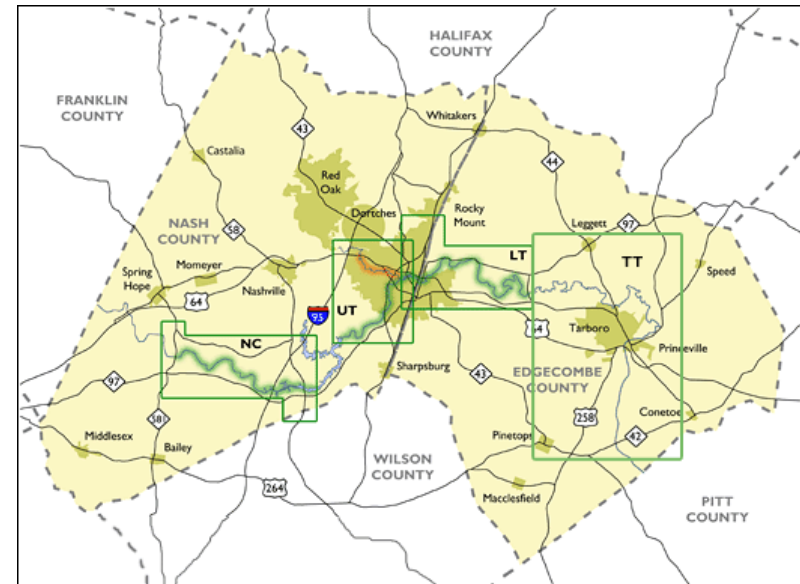 HALIFAX
COUNTY
FRANKLIN
COUNTY
Whitakers
43
44
Castalia
Red
Oak
Dortches
Rocky
Mount
NASH
COUNTY
58
Leggett
97
LT
TT
Speed
Spring
Hope
Momeyer
Nashville
64
95
UT
64
Tarboro
Princeville
NC
Sharpsburg
97
43
EDGECOMBE
COUNTY
581
258
Conetoe
Middlesex
Bailey
Pinetops
42
WILSON
COUNTY
264
Macclesfield
PITT
COUNTY